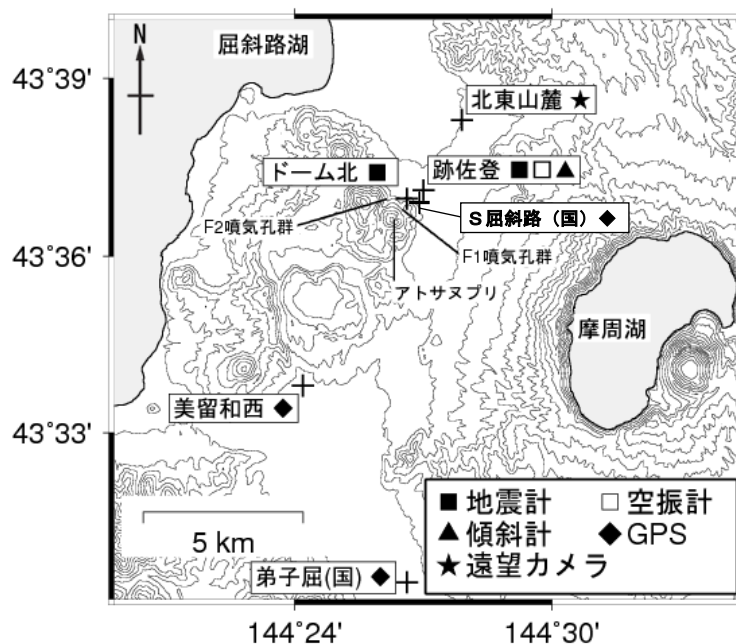 N
屈斜路湖
43°39'
北東山麓 ★
ドーム北 ■
跡佐登 ■□▲
S屈斜路（国）◆
F2噴気孔群
F1噴気孔群
43°36'
アトサヌプリ
摩周湖
美留和西 ◆
43°33'
■ 地震計 □ 空振計
▲ 傾斜計 ◆ GPS
★ 遠望カメラ
5 km
弟子屈(国) ◆
144°24' 144°30'